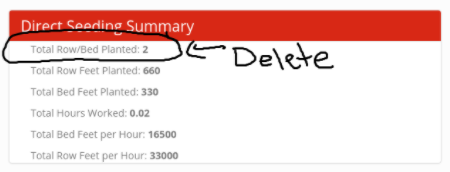 Direct Seeding Summary
Total Row/Bed Planted: 2
Delete
Total Row Feet Planted: 660
Total Bed Feet Planted: 330
Total Hours Worked: 0.02
Total Bed Feet per Hour: 16500
Total Row Feet per Hour: 33000